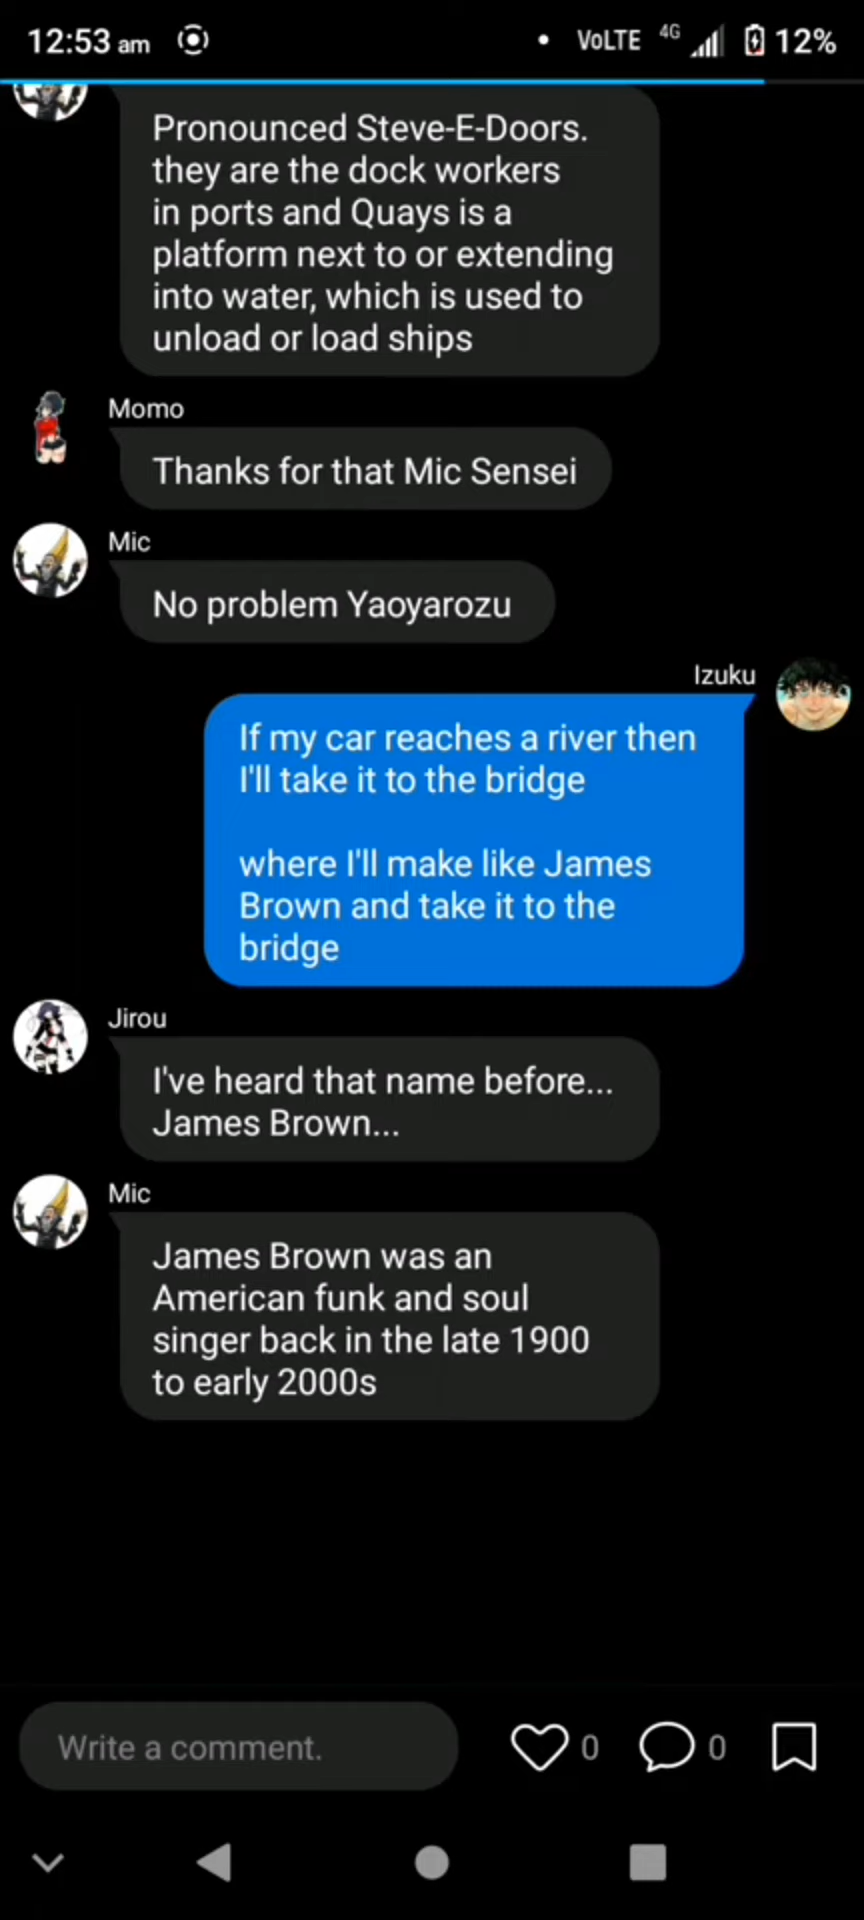 12:53 am
VoLTE 4G 12%
Pronounced Steve-E-Doors.
they are the dock workers
in ports and Quays is a
platform next to or extending
into water, which is used to
unload or load ships
Momo
Thanks for that Mic Sensei
Mic
No problem Yaoyarozu
Izuku
If my car reaches a river then
I'll take it to the bridge
where I'll make like James
Brown and take it to the
bridge
Jirou
I've heard that name before...
James Brown...
Mic
James Brown was an
American funk and soul
singer back in the late 1900
to early 2000s
Write a comment.
0
0